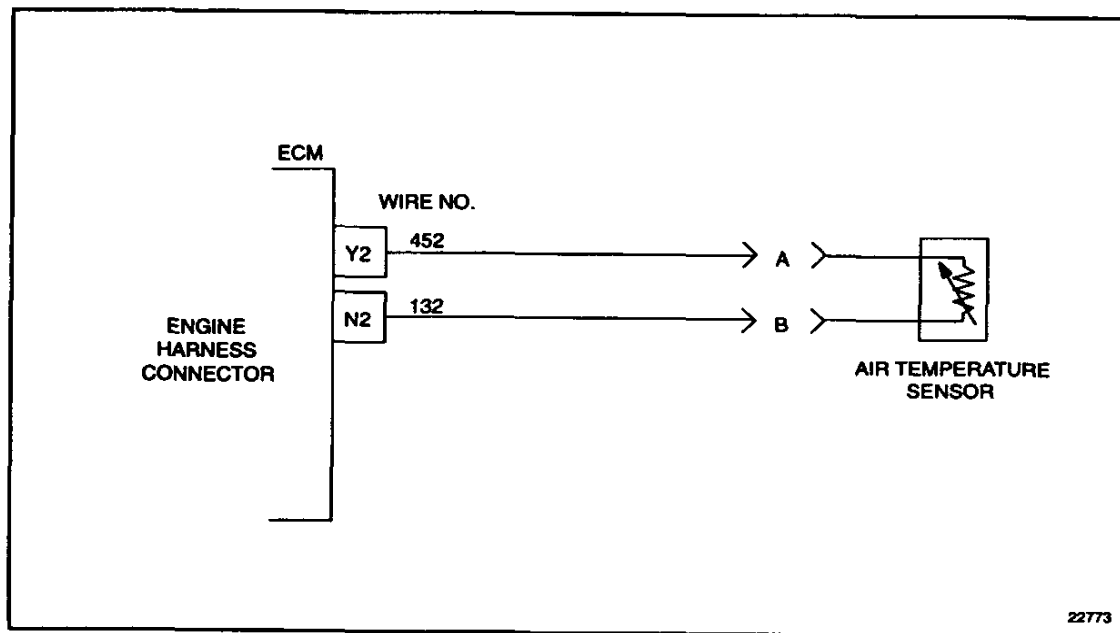 ECM
WIRE NO.
Y2
452
A
N2
132
B
ENGINE
HARNESS
CONNECTOR
AIR TEMPERATURE
SENSOR
22773